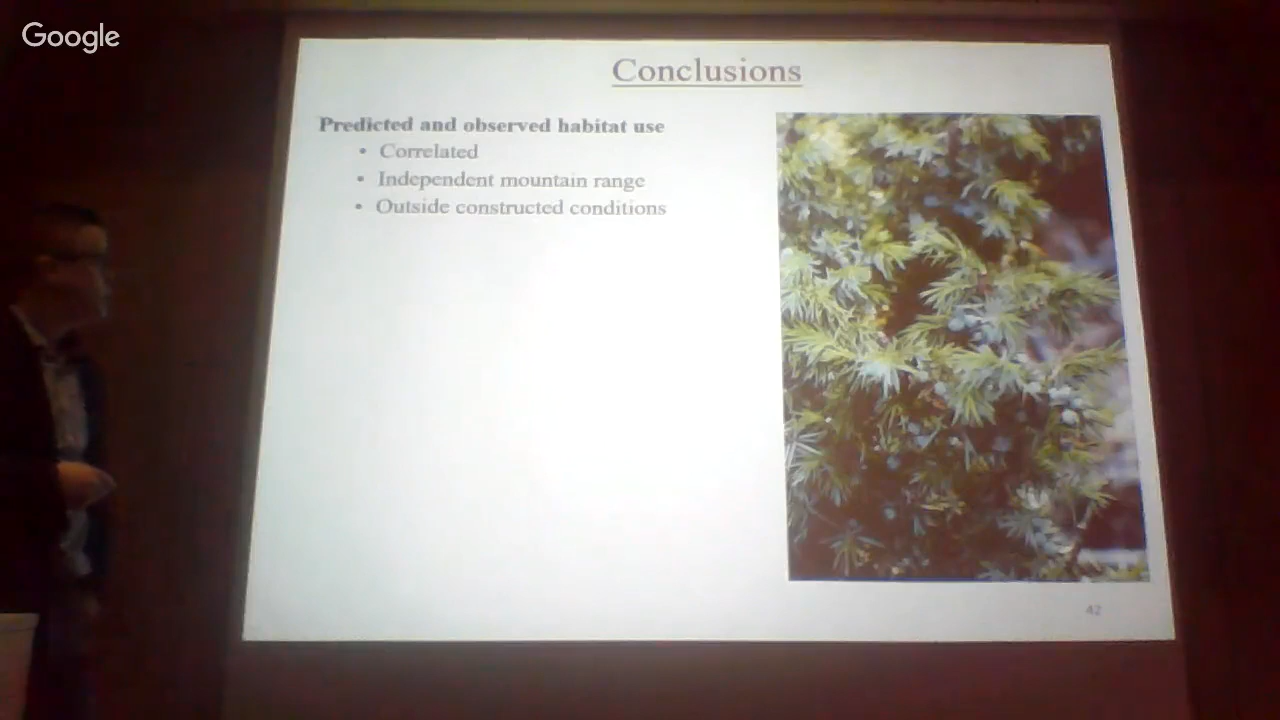 Google
Conclusions
Predicted and observed habitat use
• Correlated
• Independent mountain range
• Outside constructed conditions
42